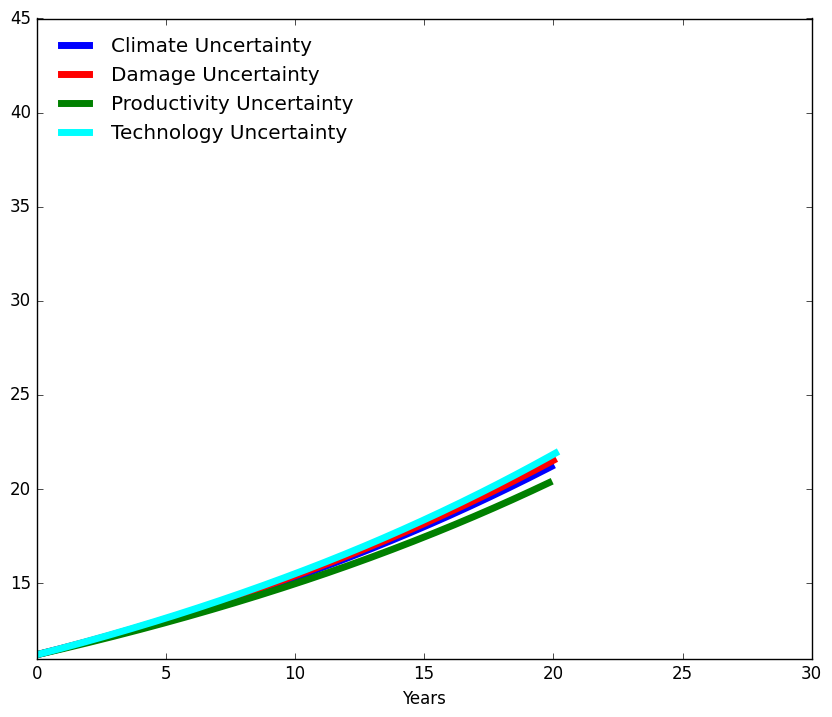 45
40
35
30
25
20
15
Climate Uncertainty
Damage Uncertainty
Productivity Uncertainty
Technology Uncertainty
0 5 10 15 20 25 30
Years